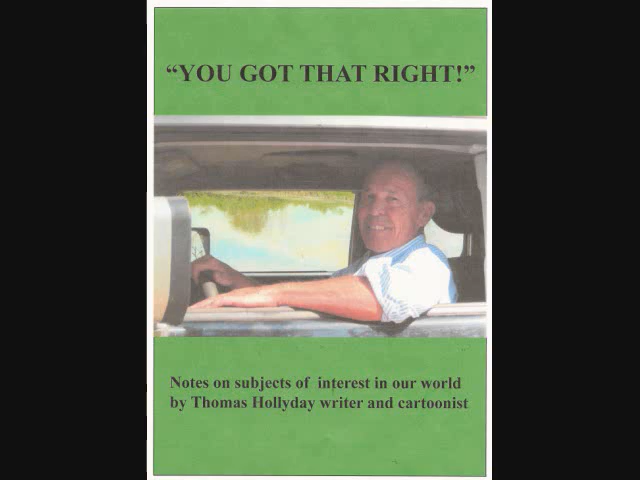 “YOU GOT THAT RIGHT!”
Notes on subjects of interest in our world
by Thomas Hollyday writer and cartoonist